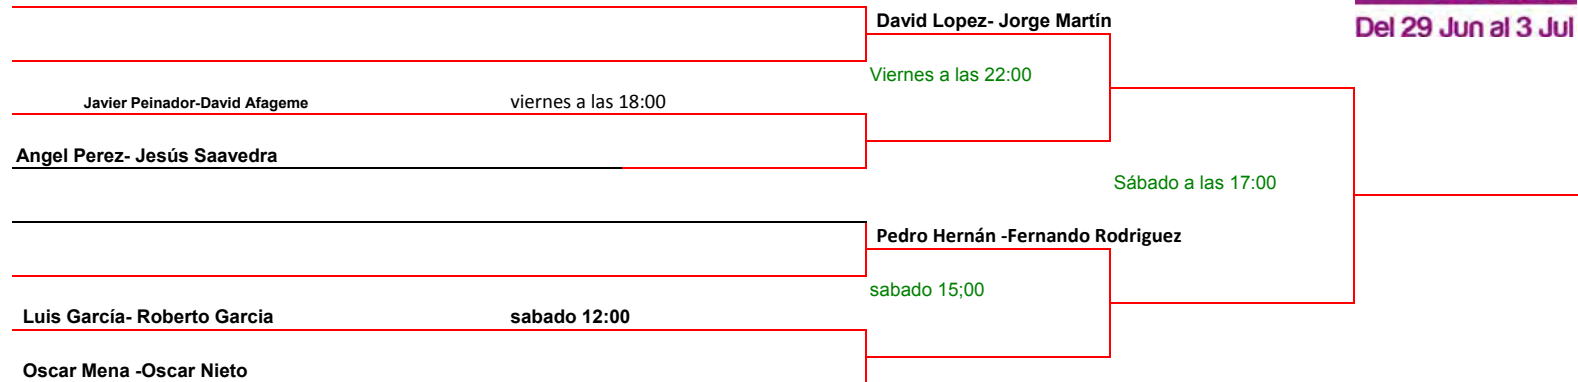 David Lopez- Jorge Martín
Del 29 Jun al 3 Jul
Viernes a las 22:00
Javier Peinador-David Afageme viernes a las 18:00
Angel Perez- Jesús Saavedra
Sábado a las 17:00
Pedro Hernán -Fernando Rodriguez
sabado 15;00
Luis García- Roberto Garcia sabado 12:00
Oscar Mena -Oscar Nieto